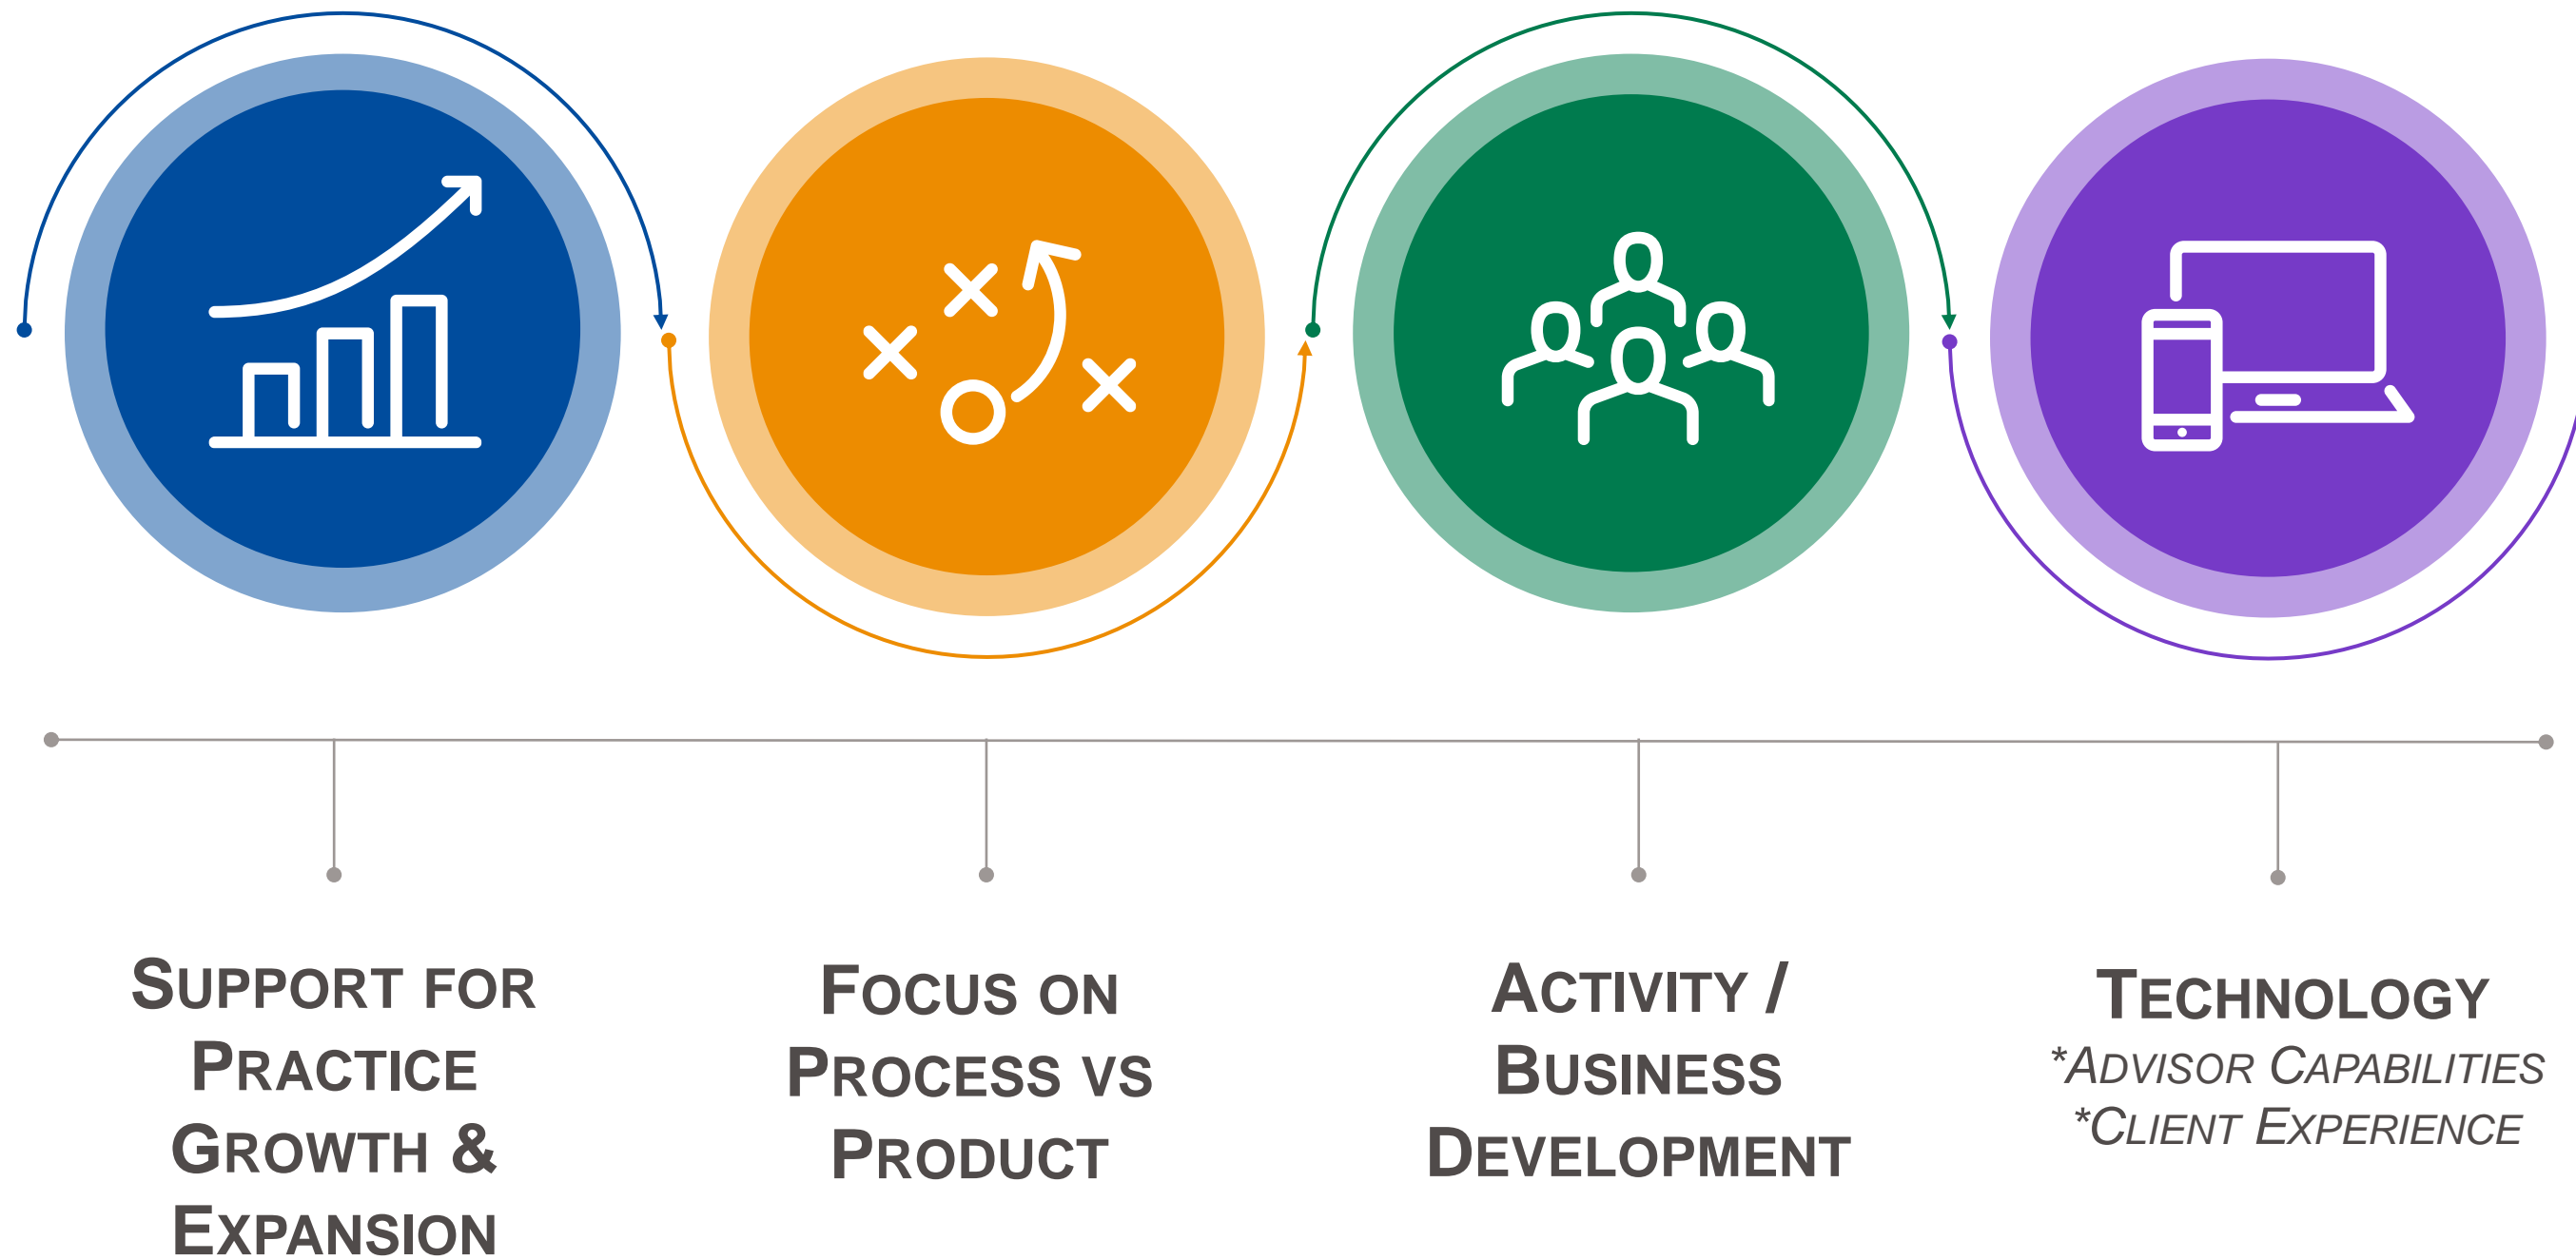 Support for
Practice
Growth &
Expansion
Focus on
Process vs
Product
Activity /
Business
Development
Technology
*Advisor Capabilities
*Client Experience